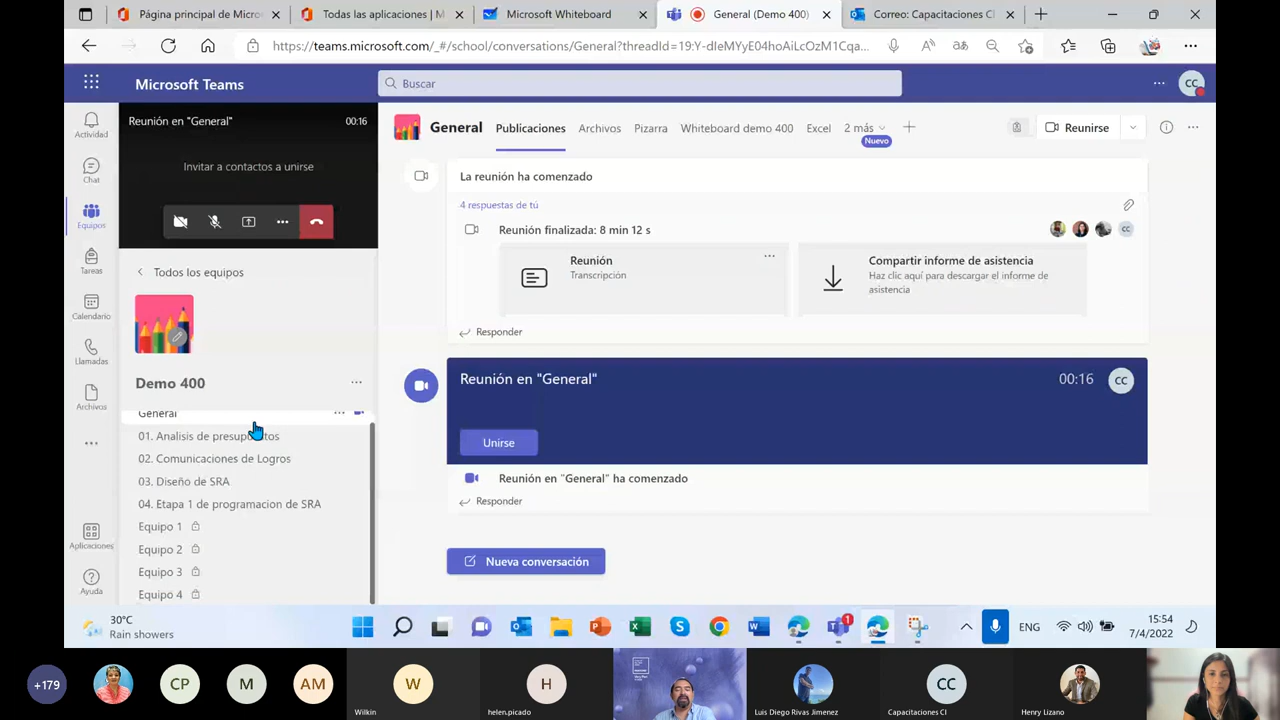 Página principal de Micros
Todas las aplicaciones | M
Microsoft Whiteboard
General (Demo 400)
Correo: Capacitaciones CI
https://teams.microsoft.com/_#/school/conversations/General?threadId=19:Y-dIeMYyE04hoAiLcOzM1Cqa...
Microsoft Teams
Buscar
CC
Actividad
Chat
Equipos
Tareas
Calendario
Llamadas
Archivos
Aplicaciones
Ayuda
Reunión en "General"
00:16
Invitar a contactos a unirse
Todos los equipos
Demo 400
General
01. Analisis de presupuestos
02. Comunicaciones de Logros
03. Diseño de SRA
04. Etapa 1 de programacion de SRA
Equipo 1
Equipo 2
Equipo 3
Equipo 4
General
Publicaciones
Archivos
Pizarra
Whiteboard demo 400
Excel
2 más
Nuevo
Reunirse
La reunión ha comenzado
4 respuestas de tú
Reunión finalizada: 8 min 12 s
CC
Reunión
Transcripción
Compartir informe de asistencia
Haz clic aquí para descargar el informe de
asistencia
Responder
Reunión en "General"
00:16
CC
Unirse
Reunión en "General" ha comenzado
Responder
Nueva conversación
30°C
Rain showers
1
ENG
15:54
7/4/2022
+179
CP
M
AM
W
Wilkin
H
helen.picado
Luis Diego Rivas Jimenez
CC
Capacitaciones CI
Henry Lizano